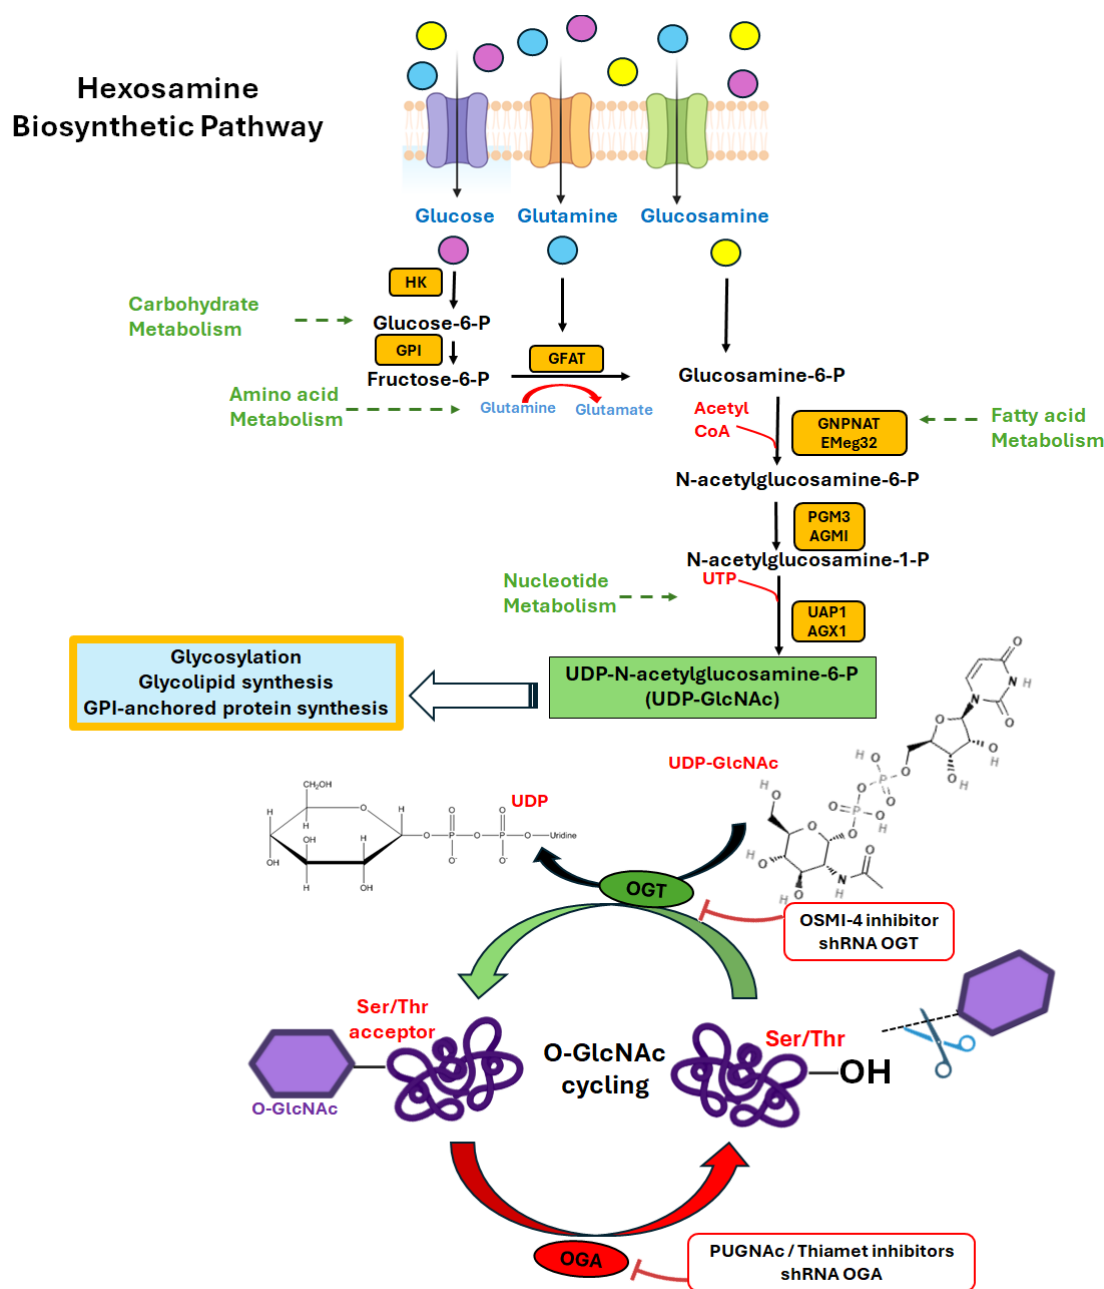 Hexosamine
Biosynthetic Pathway
Glucose
Glutamine
Glucosamine
HK
Carbohydrate
Metabolism
Glucose-6-P
GPI
GFAT
Fructose-6-P
Glucosamine-6-P
Amino acid
Metabolism
Glutamine
Glutamate
Acetyl
CoA
GNPNAT
EMeg32
Fatty acid
Metabolism
N-acetylglucosamine-6-P
PGM3
AGMI
N-acetylglucosamine-1-P
Nucleotide
Metabolism
UTP
UAP1
AGX1
Glycosylation
Glycolipid synthesis
GPI-anchored protein synthesis
UDP-N-acetylglucosamine-6-P
(UDP-GlcNAc)
O
N H
N
O
O
O
H
O
H
O
H O
P
O
O
O
P
O
H
O
UDP-GlcNAc
H
O
O
H O
N
H
O
O
H
CH₂OH
H
O
H
H
OH
H
OH
H
OH
O
O
P
O⁻
O
O
P
O⁻
O
Uridine
UDP
OGT
OSMI-4 inhibitor
shRNA OGT
Ser/Thr
acceptor
O-GlcNAc
O-GlcNAc
cycling
Ser/Thr
OH
OGA
PUGNAc / Thiamet inhibitors
shRNA OGA